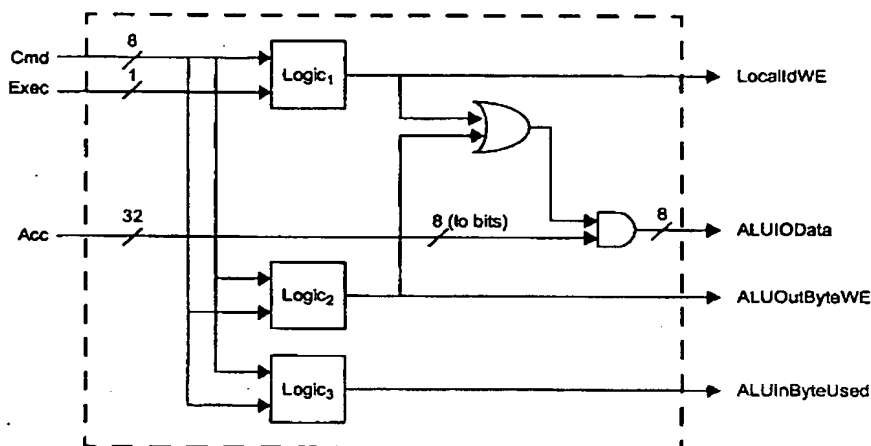 Cmd
8
Exec
1
Logic1
LocalIdWE
Acc
32
8 (lo bits)
8
ALUIOData
Logic2
ALUOutByteWE
Logic3
ALUInByteUsed